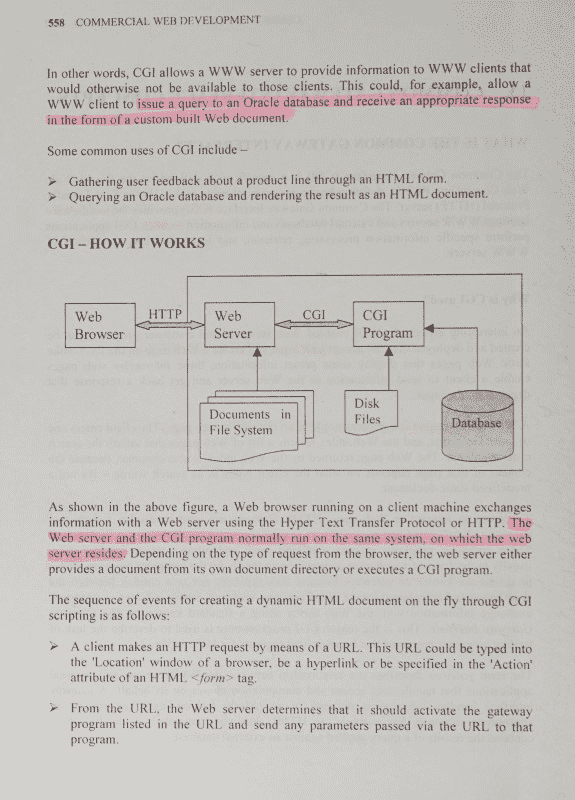 558 COMMERCIAL WEB DEVELOPMENT
In other words, CGI allows a WWW server to provide information to WWW clients that
would otherwise not be available to those clients. This could, for example, allow a
WWW client to issue a query to an Oracle database and receive an appropriate response
in the form of a custom built Web document.
Some common uses of CGI include –
➢ Gathering user feedback about a product line through an HTML form.
➢ Querying an Oracle database and rendering the result as an HTML document.
CGI – HOW IT WORKS
Web
Browser
HTTP
Web
Server
CGI
CGI
Program
Documents in
File System
Disk
Files
Database
As shown in the above figure, a Web browser running on a client machine exchanges
information with a Web server using the Hyper Text Transfer Protocol or HTTP. The
Web server and the CGI program normally run on the same system, on which the web
server resides. Depending on the type of request from the browser, the web server either
provides a document from its own document directory or executes a CGI program.
The sequence of events for creating a dynamic HTML document on the fly through CGI
scripting is as follows:
➢ A client makes an HTTP request by means of a URL. This URL could be typed into
the 'Location' window of a browser, be a hyperlink or be specified in the 'Action'
attribute of an HTML <form> tag.
➢ From the URL, the Web server determines that it should activate the gateway
program listed in the URL and send any parameters passed via the URL to that
program.